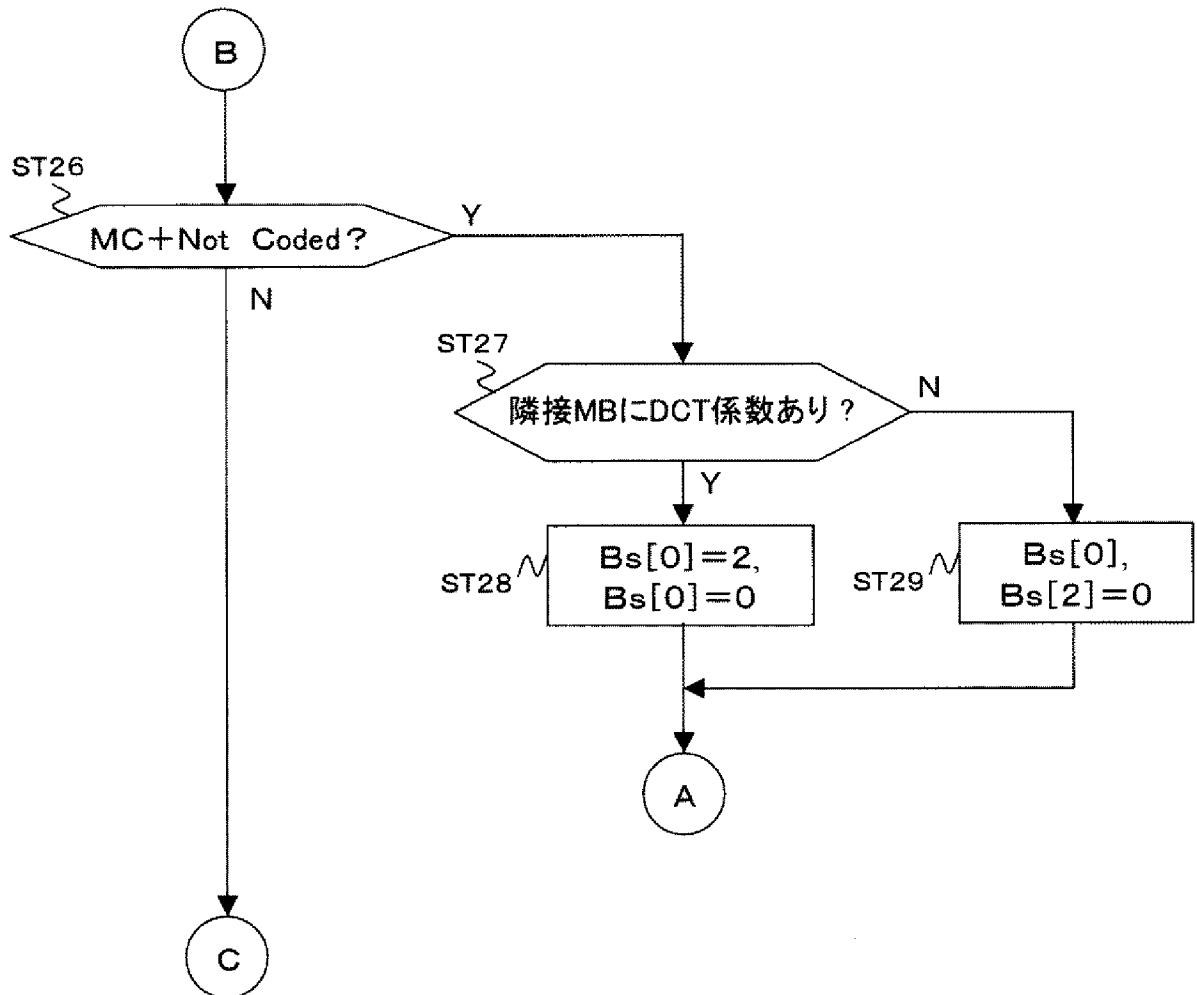 B
ST26
MC+Not Coded?
Y
N
ST27
隣接MBにDCT係数あり?
N
Y
ST28
Bs[0]=2,
Bs[0]=0
ST29
Bs[0],
Bs[2]=0
A
C